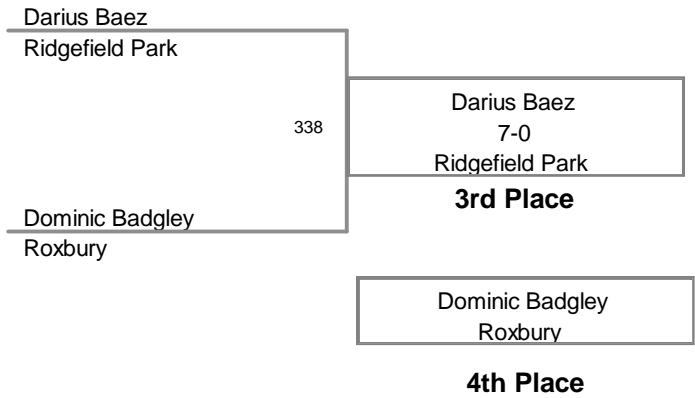 Darius Baez
Ridgefield Park
338
Darius Baez
7-0
Ridgefield Park
3rd Place
Dominic Badgley
Roxbury
Dominic Badgley
Roxbury
4th Place